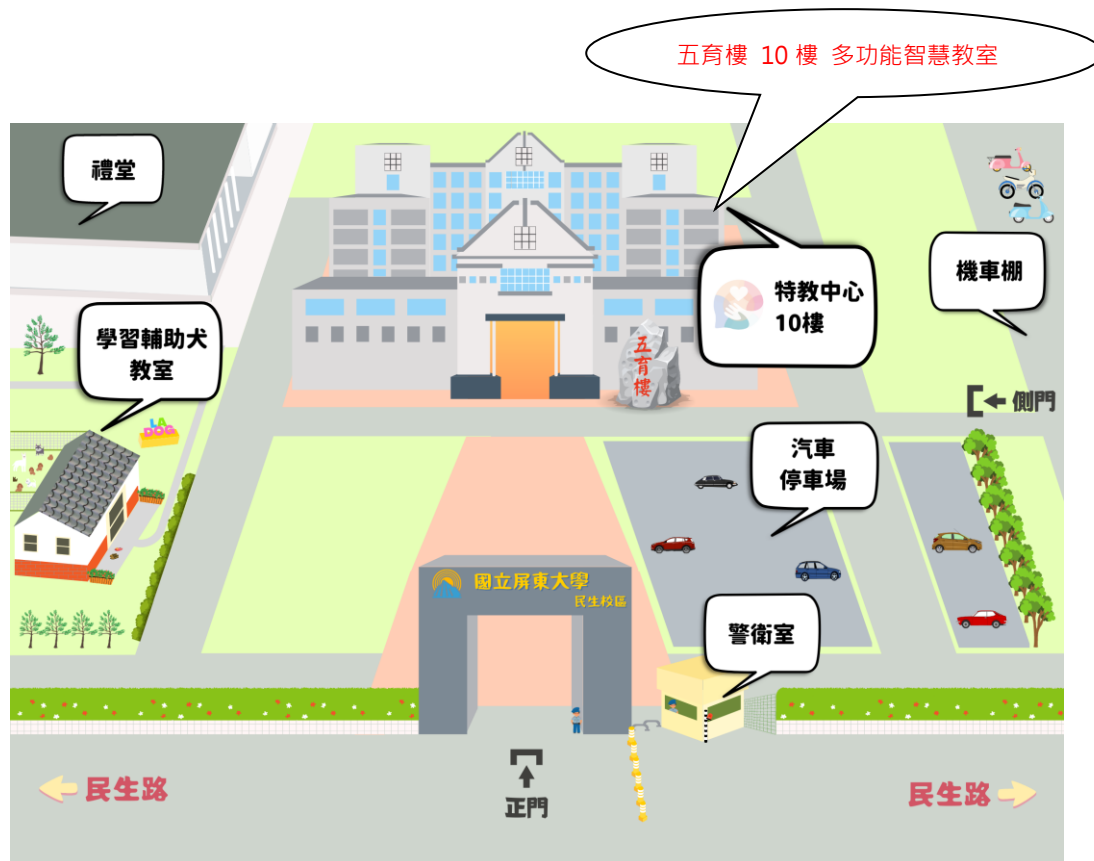 五育樓 10 樓 多功能智慧教室
禮堂
特教中心
10樓
機車棚
學習輔助犬
教室
五
育
樓
側門
LA
DOG
汽車
停車場
國立屏東大學
民生校區
警衛室
民生路
正門
民生路